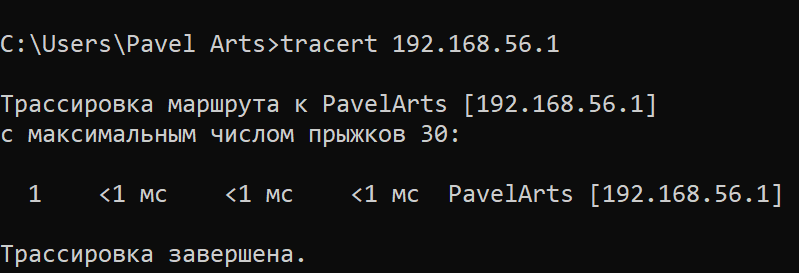 C:\Users\Pavel Arts>tracert 192.168.56.1
Трассировка маршрута к PavelArts [192.168.56.1]
с максимальным числом прыжков 30:
1 <1 мс <1 мс <1 мс PavelArts [192.168.56.1]
Трассировка завершена.